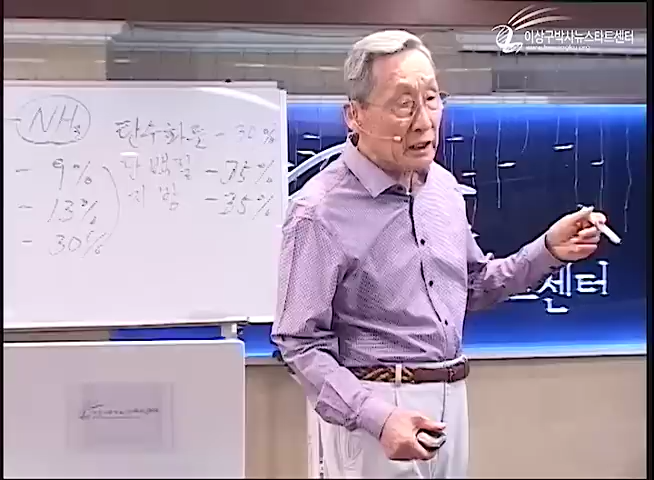 이상구박사뉴스타트센터
NH₃
탄수화물 - 30%
- 9% 단백질 - 35%
- 13% 지방 - 35%
- 30%
센터